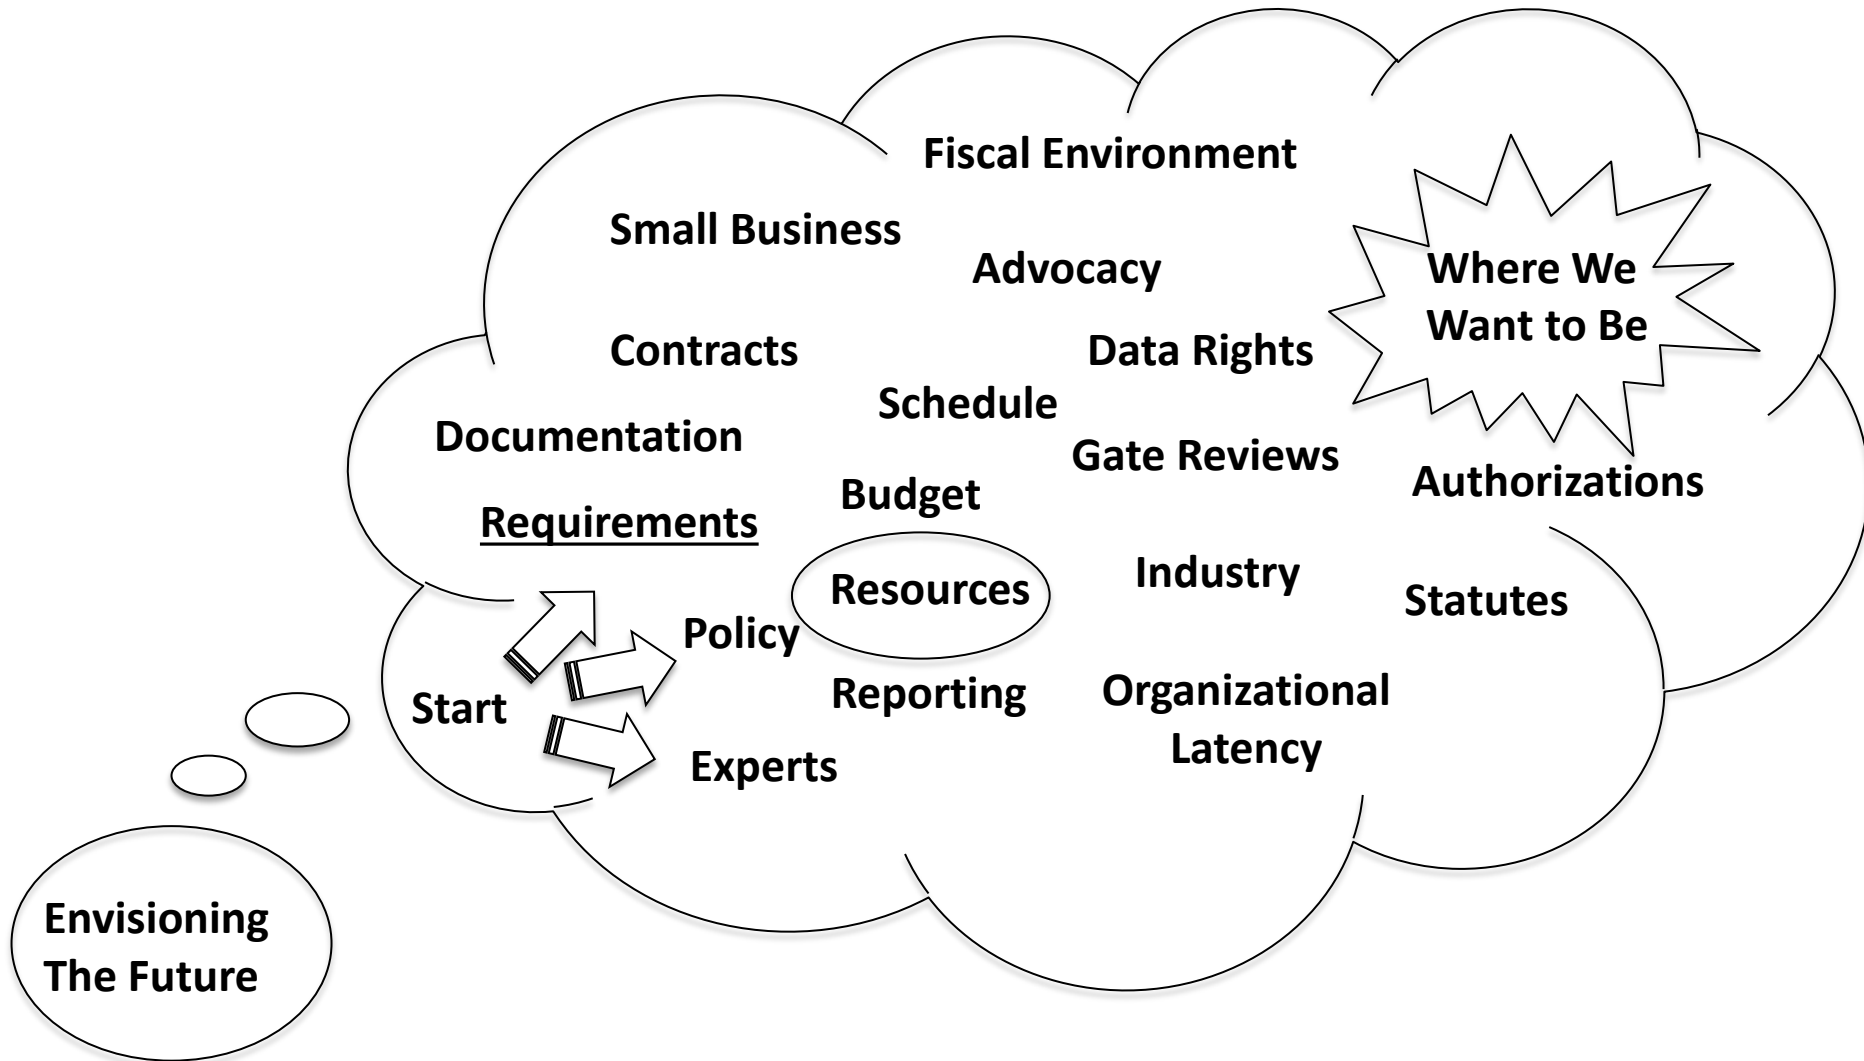 Fiscal Environment
Small Business
Advocacy
Where We
Want to Be
Contracts
Data Rights
Schedule
Documentation
Gate Reviews
Authorizations
Budget
Requirements
Industry
Resources
Statutes
Policy
Reporting
Organizational
Latency
Start
Experts
Envisioning
The Future